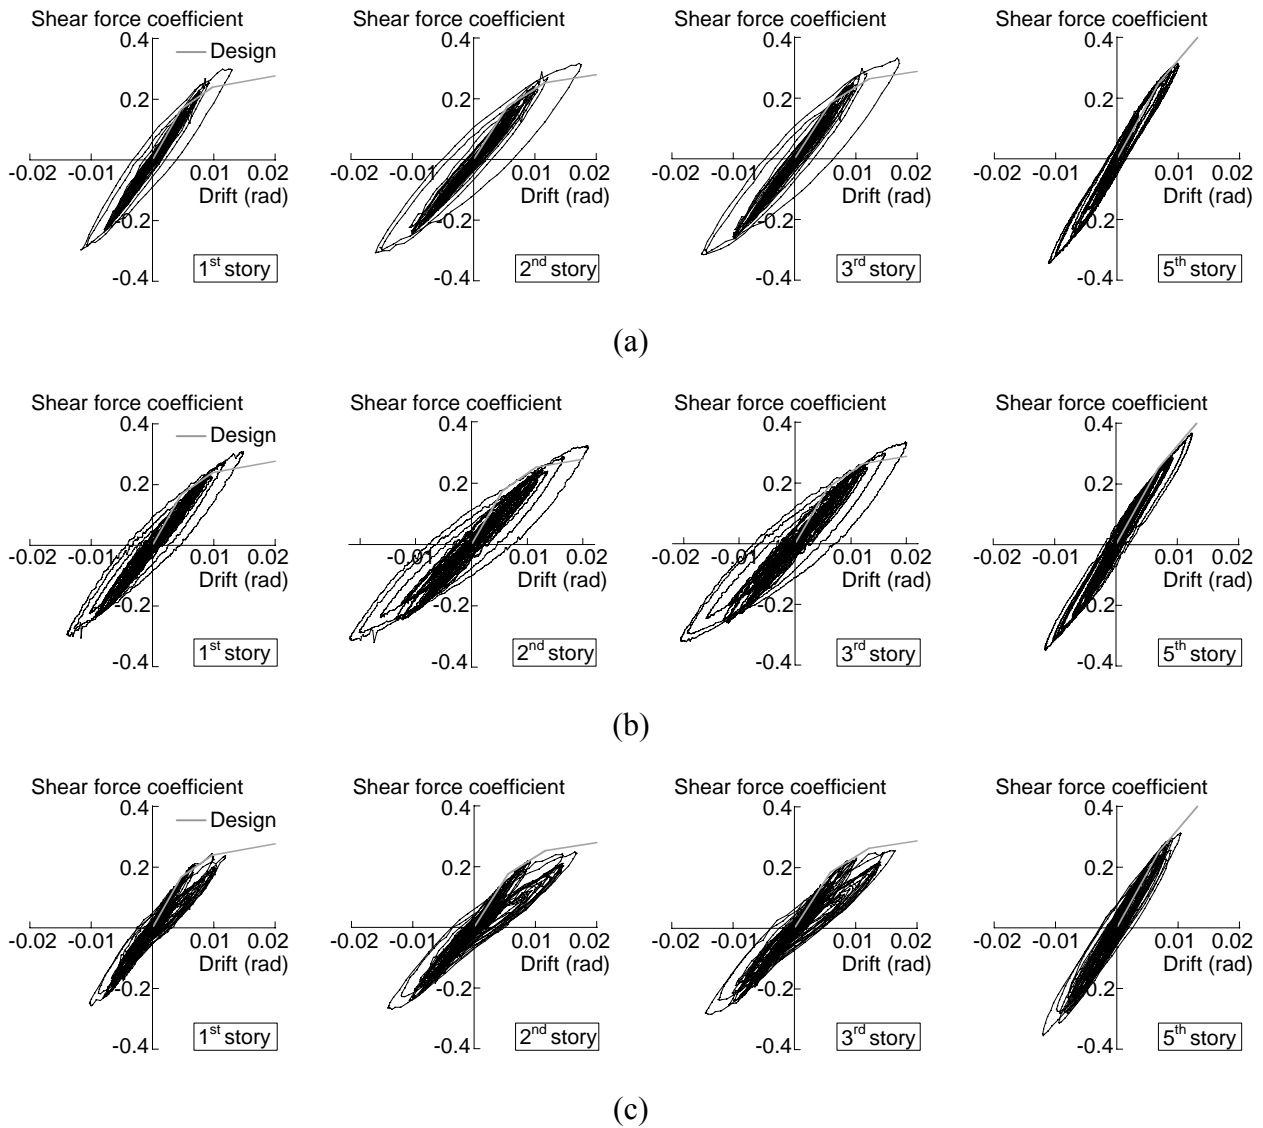 Shear force coefficient
0.4
Design
0.2
-0.02 -0.01 0.01 0.02
Drift (rad)
-0.2
-0.4
1st story
Shear force coefficient
0.4
0.2
-0.02 -0.01 0.01 0.02
Drift (rad)
-0.2
-0.4
2nd story
Shear force coefficient
0.4
0.2
-0.02 -0.01 0.01 0.02
Drift (rad)
-0.2
-0.4
3rd story
Shear force coefficient
0.4
0.2
-0.02 -0.01 0.01 0.02
Drift (rad)
-0.2
-0.4
5th story
(a)
Shear force coefficient
0.4
Design
0.2
-0.02 -0.01 0.01 0.02
Drift (rad)
-0.2
-0.4
1st story
Shear force coefficient
0.4
0.2
-0.01 0.01 0.02
Drift (rad)
-0.2
-0.4
2nd story
Shear force coefficient
0.4
0.2
-0.02 -0.01 0.01 0.02
Drift (rad)
-0.2
-0.4
3rd story
Shear force coefficient
0.4
0.2
-0.02 -0.01 0.01 0.02
Drift (rad)
-0.2
-0.4
5th story
(b)
Shear force coefficient
0.4
Design
0.2
-0.02 -0.01 0.01 0.02
Drift (rad)
-0.2
-0.4
1st story
Shear force coefficient
0.4
0.2
-0.02 -0.01 0.01 0.02
Drift (rad)
-0.2
-0.4
2nd story
Shear force coefficient
0.4
0.2
-0.02 -0.01 0.01 0.02
Drift (rad)
-0.2
-0.4
3rd story
Shear force coefficient
0.4
0.2
-0.02 -0.01 0.01 0.02
Drift (rad)
-0.2
-0.4
5th story
(c)